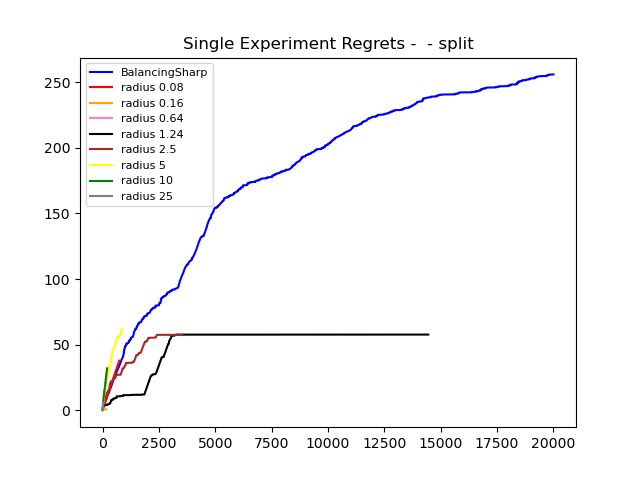 Single Experiment Regrets -  - split
BalancingSharp
radius 0.08
radius 0.16
radius 0.64
radius 1.24
radius 2.5
radius 5
radius 10
radius 25
250
200
150
100
50
0
0 2500 5000 7500 10000 12500 15000 17500 20000